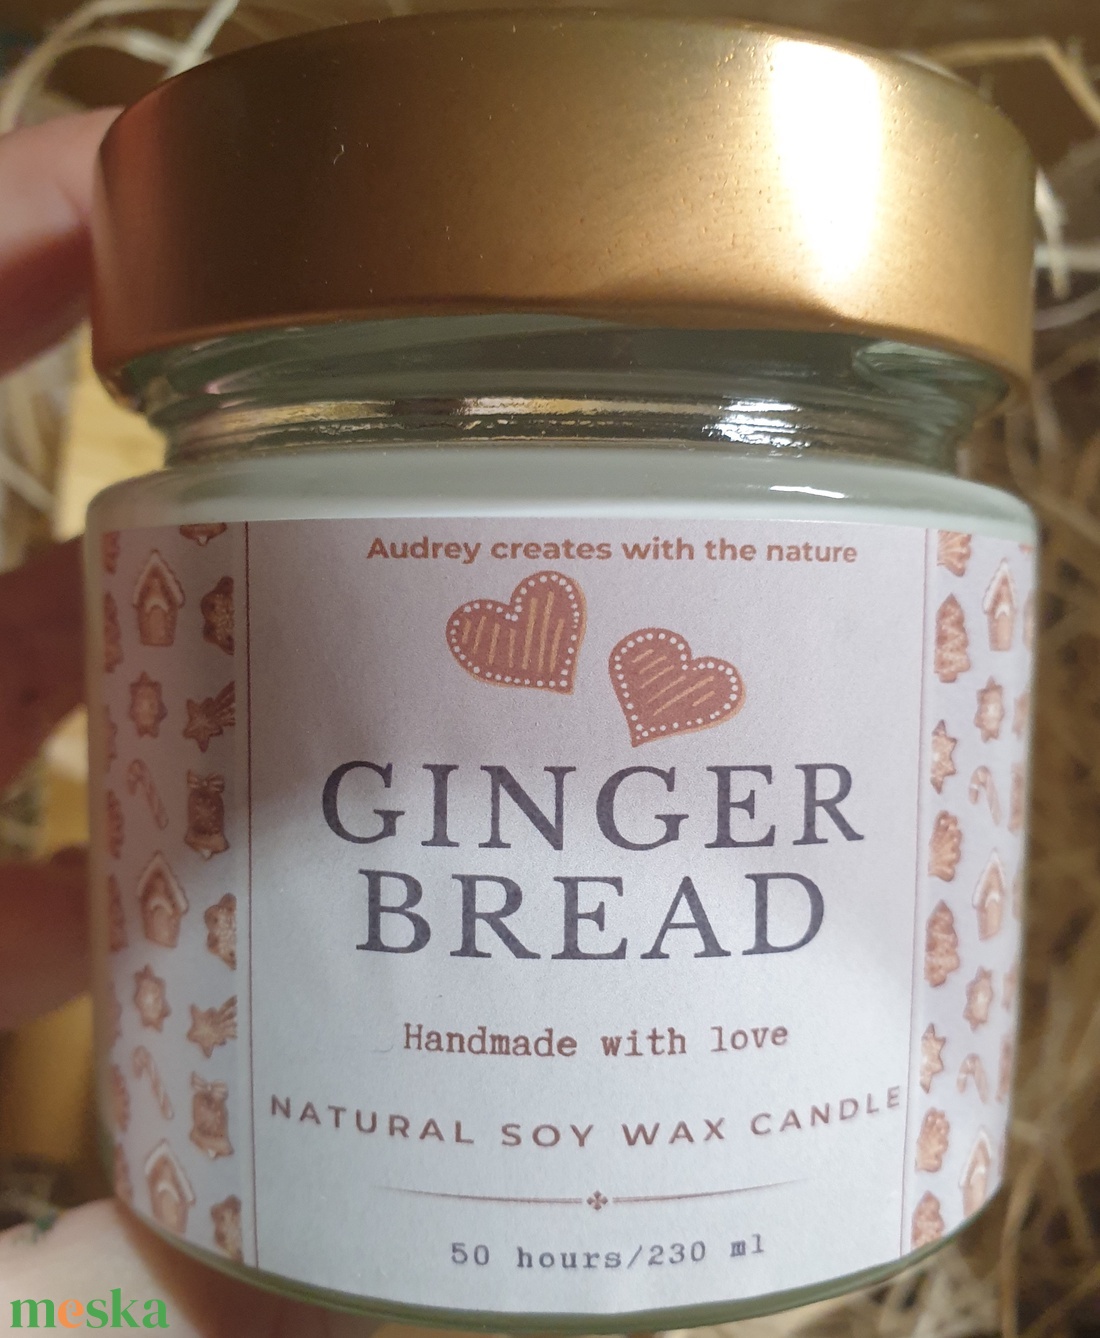 Audrey creates with the nature
GINGER
BREAD
Handmade with love
NATURAL SOY WAX CANDLE
50 hours/230 ml
meska